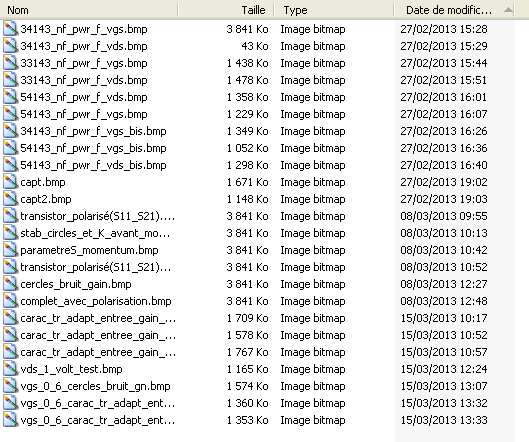 Nom Taille Type Date de modific...
34143_nf_pwr_f_vgs.bmp 3 841 Ko Image bitmap 27/02/2013 15:28
34143_nf_pwr_f_vds.bmp 43 Ko Image bitmap 27/02/2013 15:29
33143_nf_pwr_f_vgs.bmp 1 438 Ko Image bitmap 27/02/2013 15:44
33143_nf_pwr_f_vds.bmp 1 478 Ko Image bitmap 27/02/2013 15:51
54143_nf_pwr_f_vds.bmp 1 358 Ko Image bitmap 27/02/2013 16:01
54143_nf_pwr_f_vgs.bmp 1 229 Ko Image bitmap 27/02/2013 16:07
34143_nf_pwr_f_vgs_bis.bmp 1 349 Ko Image bitmap 27/02/2013 16:26
54143_nf_pwr_f_vgs_bis.bmp 1 052 Ko Image bitmap 27/02/2013 16:36
54143_nf_pwr_f_vds_bis.bmp 1 298 Ko Image bitmap 27/02/2013 16:40
capt.bmp 1 671 Ko Image bitmap 27/02/2013 19:02
capt2.bmp 1 148 Ko Image bitmap 27/02/2013 19:03
transistor_polarisé(S11_S21).... 3 841 Ko Image bitmap 08/03/2013 09:55
stab_circles_et_K_avant_mo... 3 841 Ko Image bitmap 08/03/2013 10:13
parametreS_momentum.bmp 3 841 Ko Image bitmap 08/03/2013 10:42
transistor_polarisé(S11_S21).... 3 841 Ko Image bitmap 08/03/2013 10:52
cercles_bruit_gain.bmp 3 841 Ko Image bitmap 08/03/2013 12:27
complet_avec_polarisation.bmp 3 841 Ko Image bitmap 08/03/2013 12:48
carac_tr_adapt_entree_gain_... 1 709 Ko Image bitmap 15/03/2013 10:17
carac_tr_adapt_entree_gain_... 1 578 Ko Image bitmap 15/03/2013 10:52
carac_tr_adapt_entree_gain_... 1 767 Ko Image bitmap 15/03/2013 10:57
vds_1_volt_test.bmp 1 165 Ko Image bitmap 15/03/2013 12:24
vgs_0_6_cercles_bruit_gn.bmp 1 574 Ko Image bitmap 15/03/2013 13:07
vgs_0_6_carac_tr_adapt_ent... 1 360 Ko Image bitmap 15/03/2013 13:32
vgs_0_6_carac_tr_adapt_ent... 1 353 Ko Image bitmap 15/03/2013 13:33